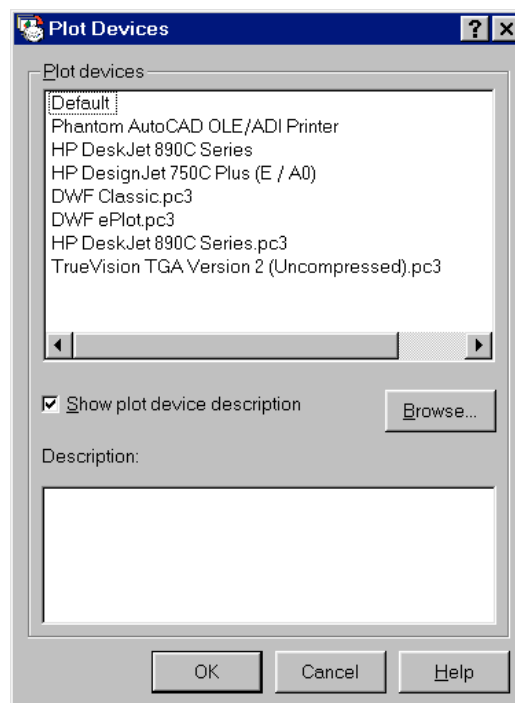 Plot Devices
Plot devices
Default
Phantom AutoCAD OLE/ADI Printer
HP DeskJet 890C Series
HP DesignJet 750C Plus (E / A0)
DWF Classic.pc3
DWF ePlot.pc3
HP DeskJet 890C Series.pc3
TrueVision TGA Version 2 (Uncompressed).pc3
Show plot device description
Browse...
Description:
OK Cancel Help